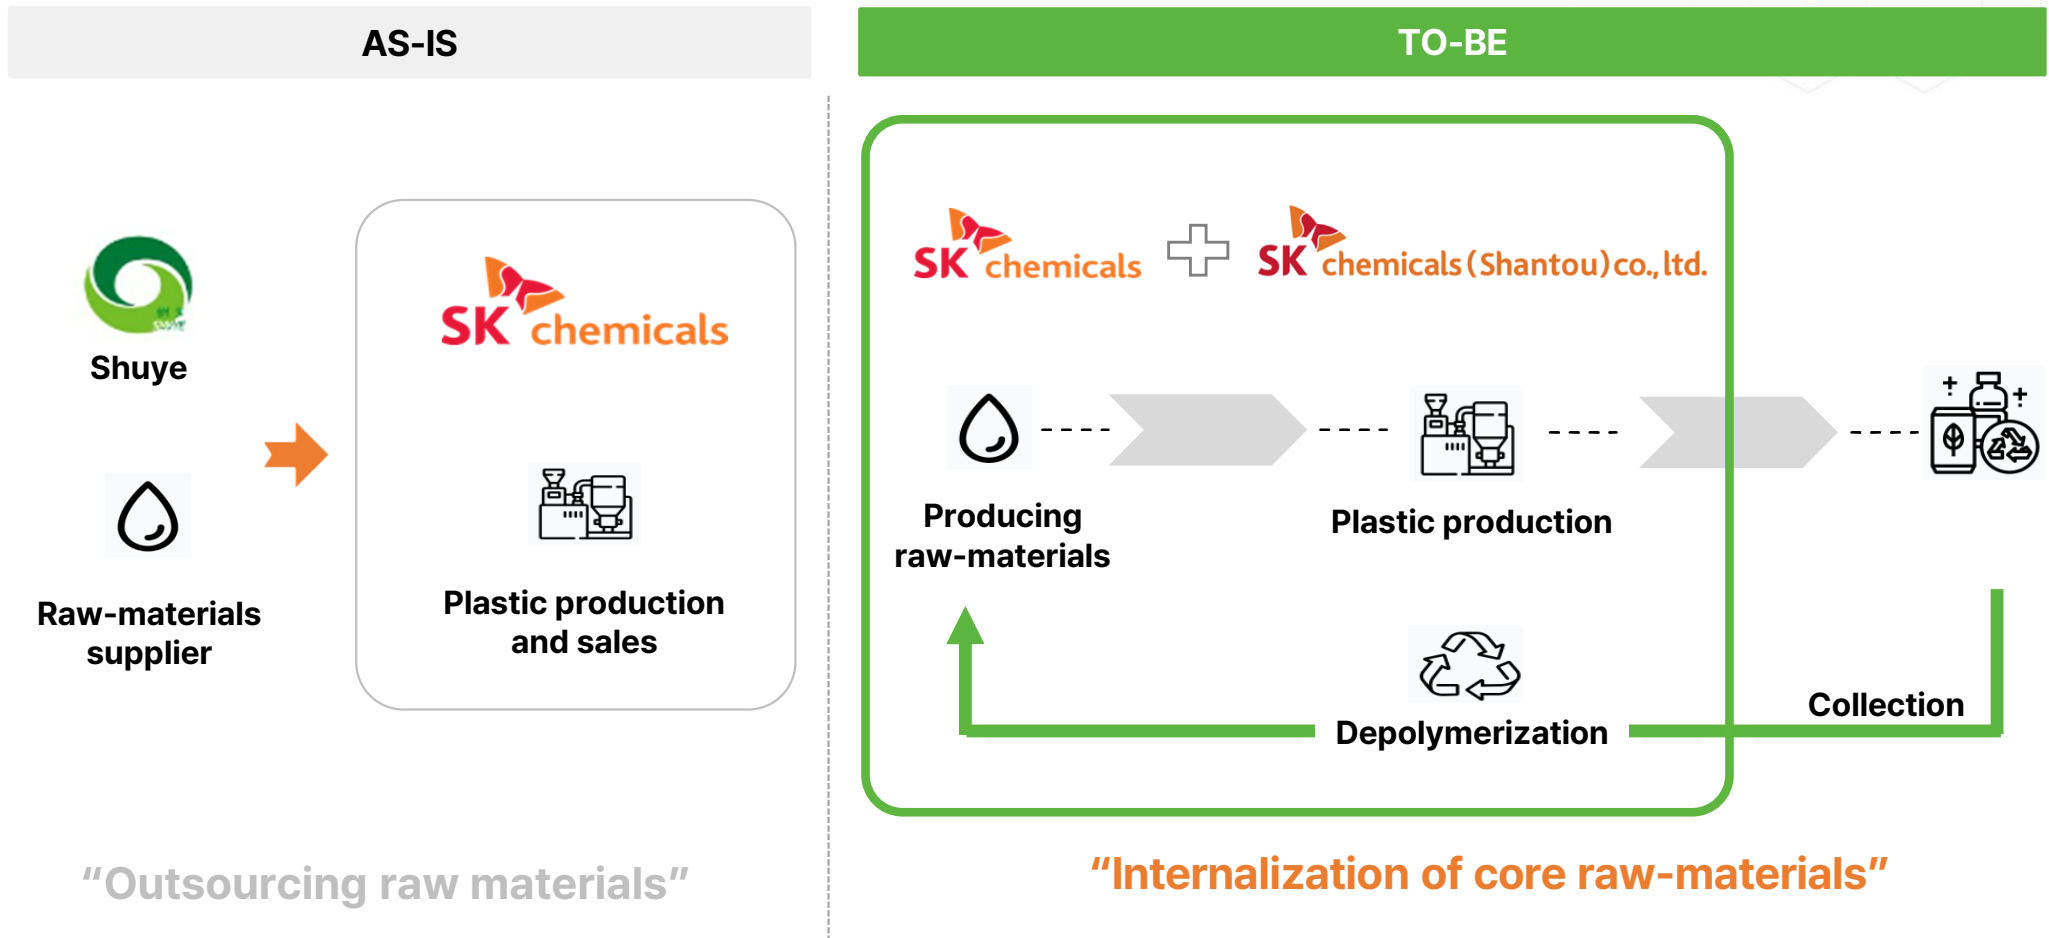 AS-IS
TO-BE
Shuye
Raw-materials
supplier
SK chemicals
Plastic production
and sales
"Outsourcing raw materials"
SK chemicals
SK chemicals (Shantou) co., ltd.
Producing
raw-materials
Plastic production
Depolymerization
Collection
"Internalization of core raw-materials"